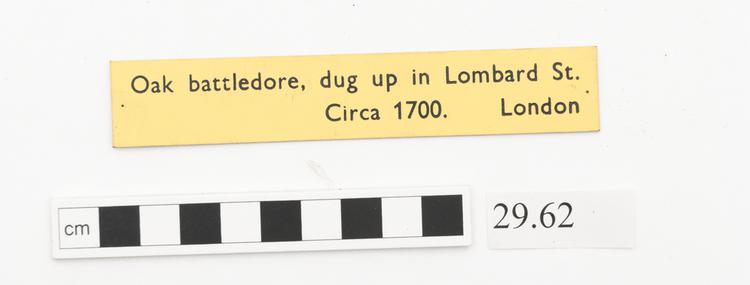 Oak battledore, dug up in Lombard St.
Circa 1700. London
cm
29.62